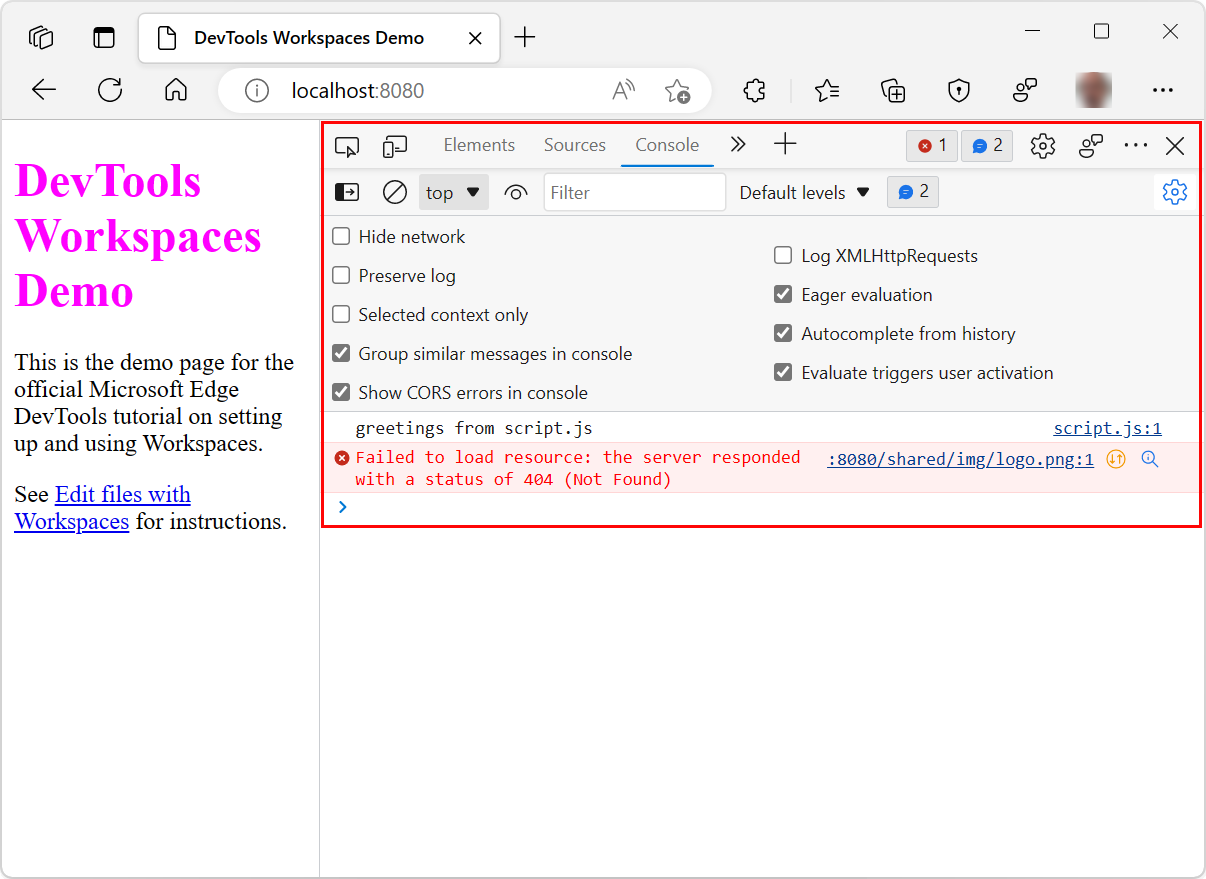 DevTools Workspaces Demo
localhost:8080
DevTools
Workspaces
Demo
This is the demo page for the
official Microsoft Edge
DevTools tutorial on setting
up and using Workspaces.
See Edit files with
Workspaces for instructions.
Elements Sources Console 1 2
top Filter Default levels 2
Hide network
Preserve log
Selected context only
Group similar messages in console
Show CORS errors in console
Log XMLHttpRequests
Eager evaluation
Autocomplete from history
Evaluate triggers user activation
greetings from script.js script.js:1
Failed to load resource: the server responded :8080/shared/img/logo.png:1
with a status of 404 (Not Found)